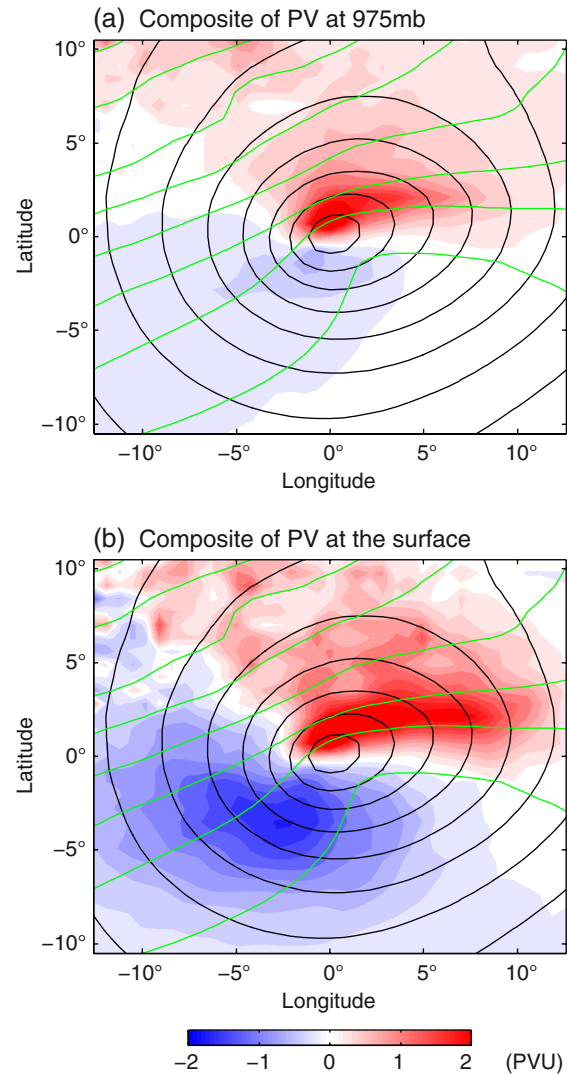 (a) Composite of PV at 975mb
10°
5°
0°
−5°
−10°
Latitude
−10° −5° 0° 5° 10°
Longitude
(b) Composite of PV at the surface
10°
5°
0°
−5°
−10°
Latitude
−10° −5° 0° 5° 10°
Longitude
−2 −1 0 1 2 (PVU)